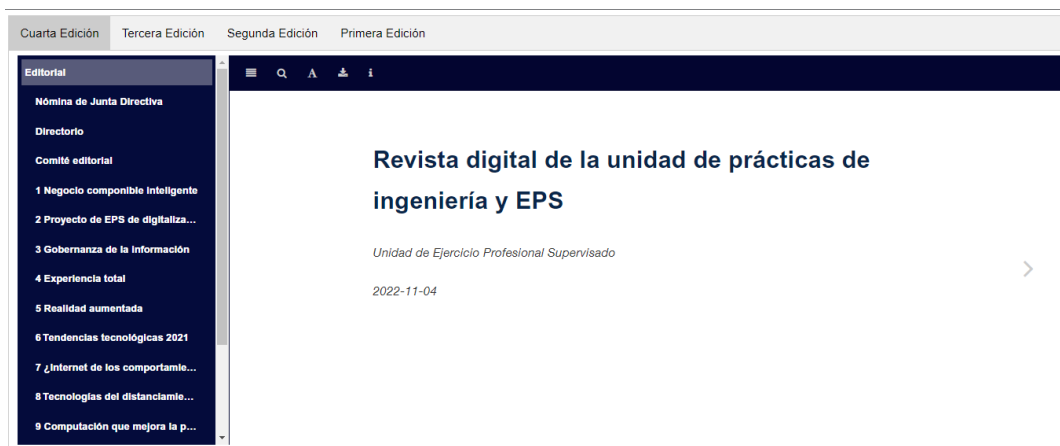 Cuarta Edición Tercera Edición Segunda Edición Primera Edición
Editorial
Nómina de Junta Directiva
Directorio
Comité editorial
1 Negocio componible inteligente
2 Proyecto de EPS de digitaliza...
3 Gobernanza de la información
4 Experiencia total
5 Realidad aumentada
6 Tendencias tecnológicas 2021
7 ¿Internet de los comportamie...
8 Tecnologías del distanciamie...
9 Computación que mejora la p...
A i
Revista digital de la unidad de prácticas de
ingeniería y EPS
Unidad de Ejercicio Profesional Supervisado
2022-11-04